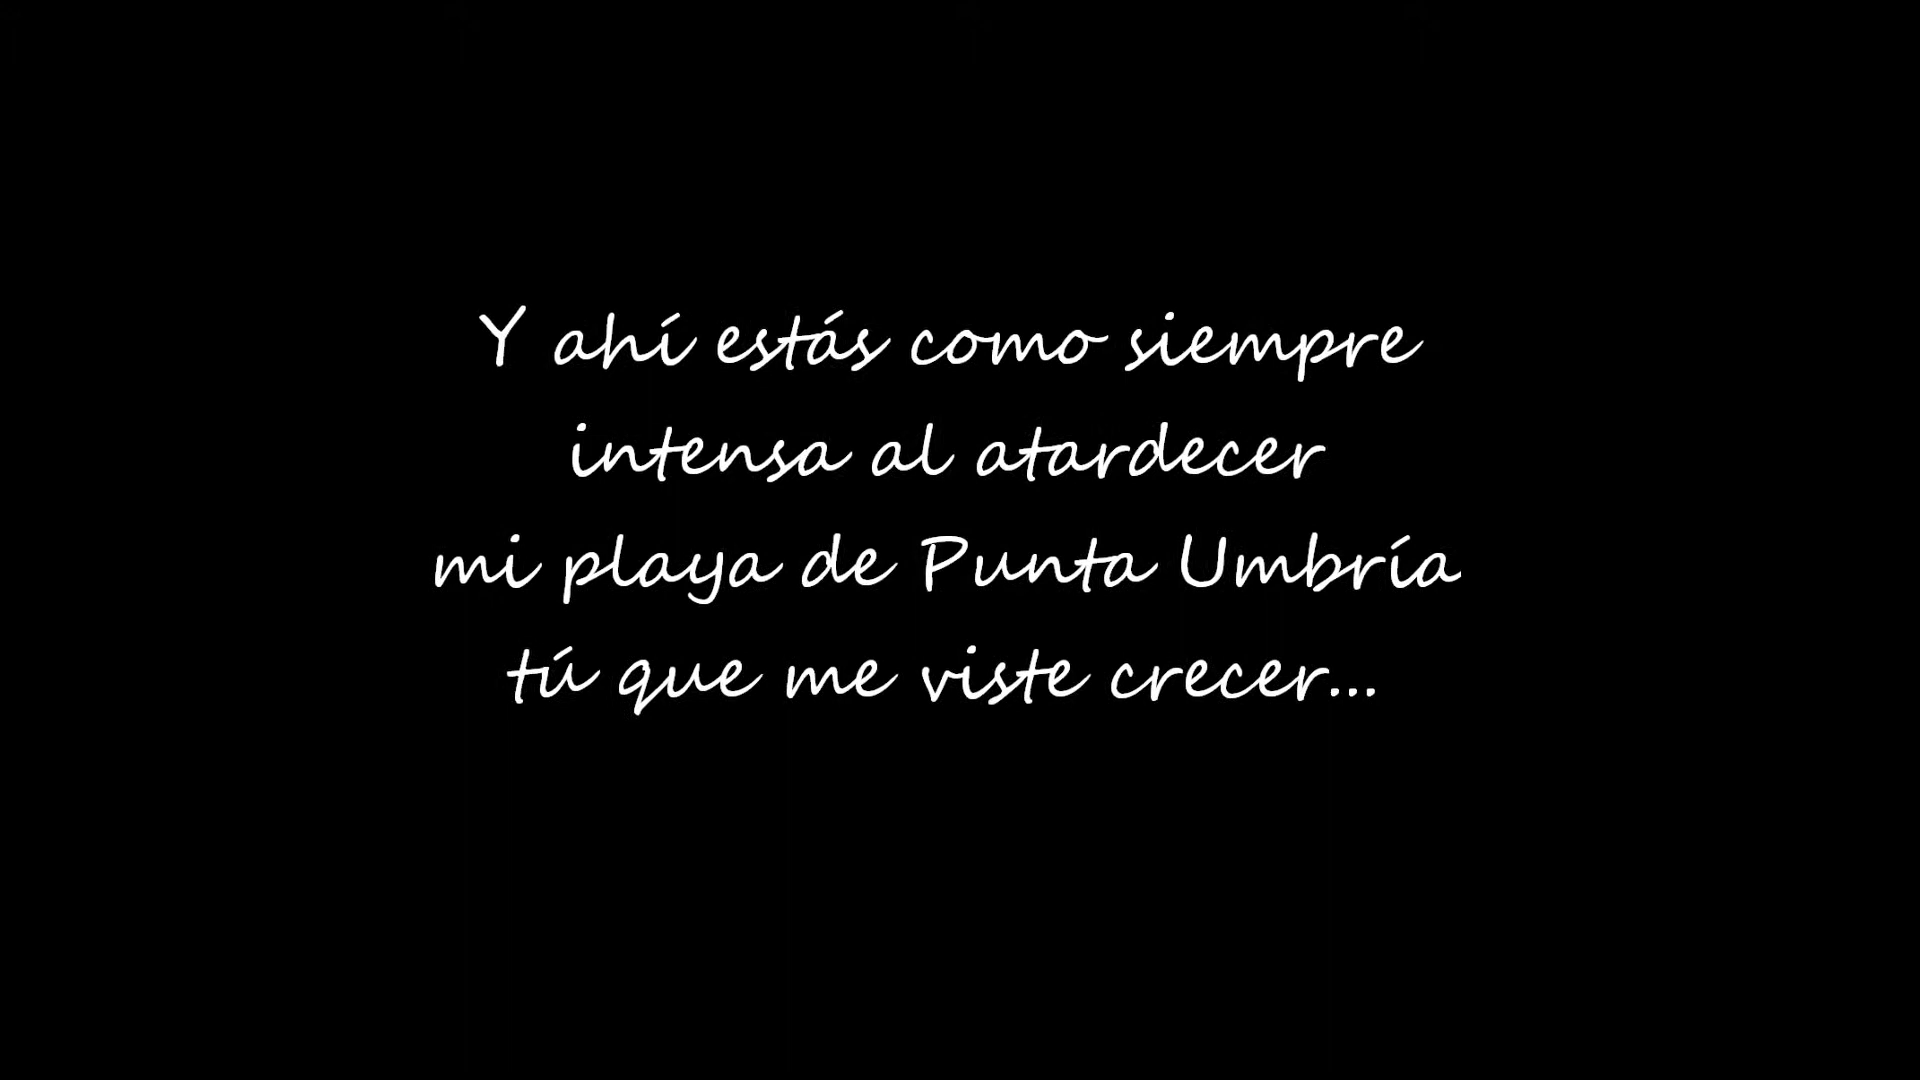 Y ahí estás como siempre
intensa al atardecer
mi playa de Punta Umbría
tú que me viste crecer...